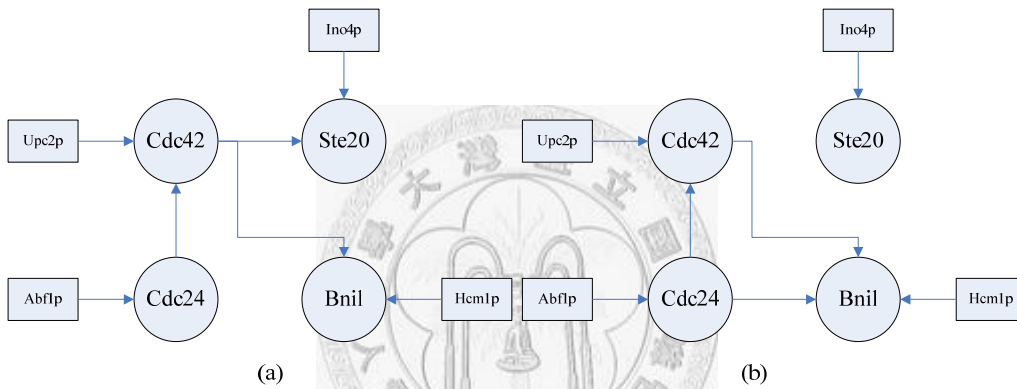 Ino4p
Ino4p
Upc2p
Cdc42
Ste20
Upc2p
Cdc42
Ste20
Abf1p
Cdc24
Bnil
Hcm1p
Abf1p
Cdc24
Bnil
Hcm1p
(a)
(b)